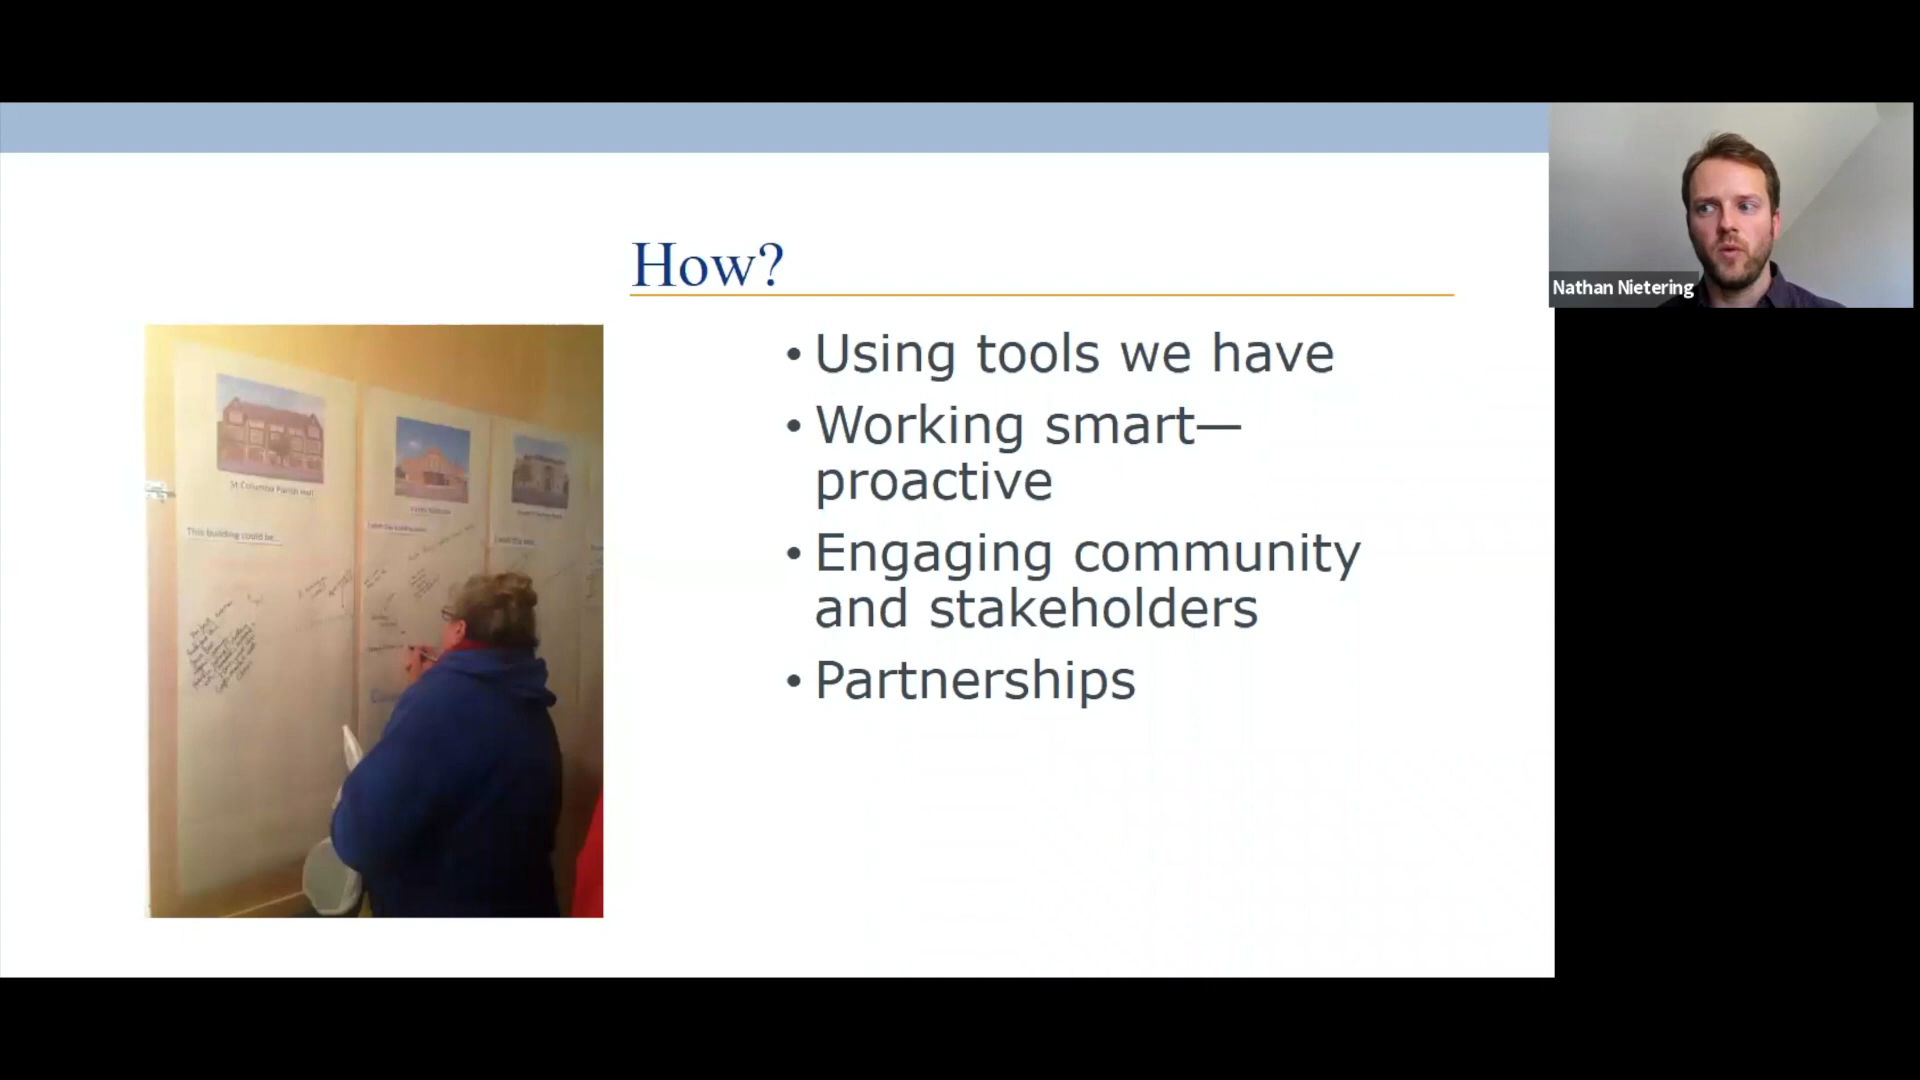 How?
• Using tools we have
• Working smart—
proactive
• Engaging community
and stakeholders
• Partnerships
Nathan Nietering
St Columba Parish Hall
This building could be...